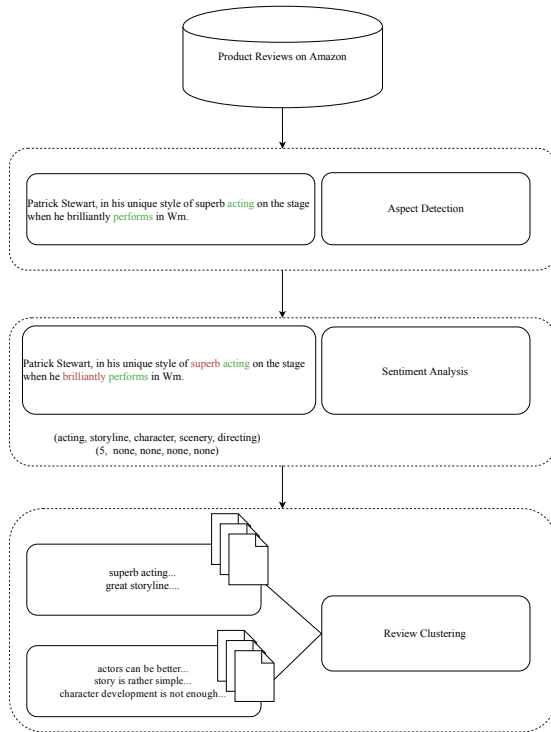 Product Reviews on Amazon
Patrick Stewart, in his unique style of superb acting on the stage
when he brilliantly performs in Wm.
Aspect Detection
Patrick Stewart, in his unique style of superb acting on the stage
when he brilliantly performs in Wm.
Sentiment Analysis
(acting, storyline, character, scenery, directing)
(5, none, none, none, none)
superb acting...
great storyline....
Review Clustering
actors can be better...
story is rather simple...
character development is not enough...